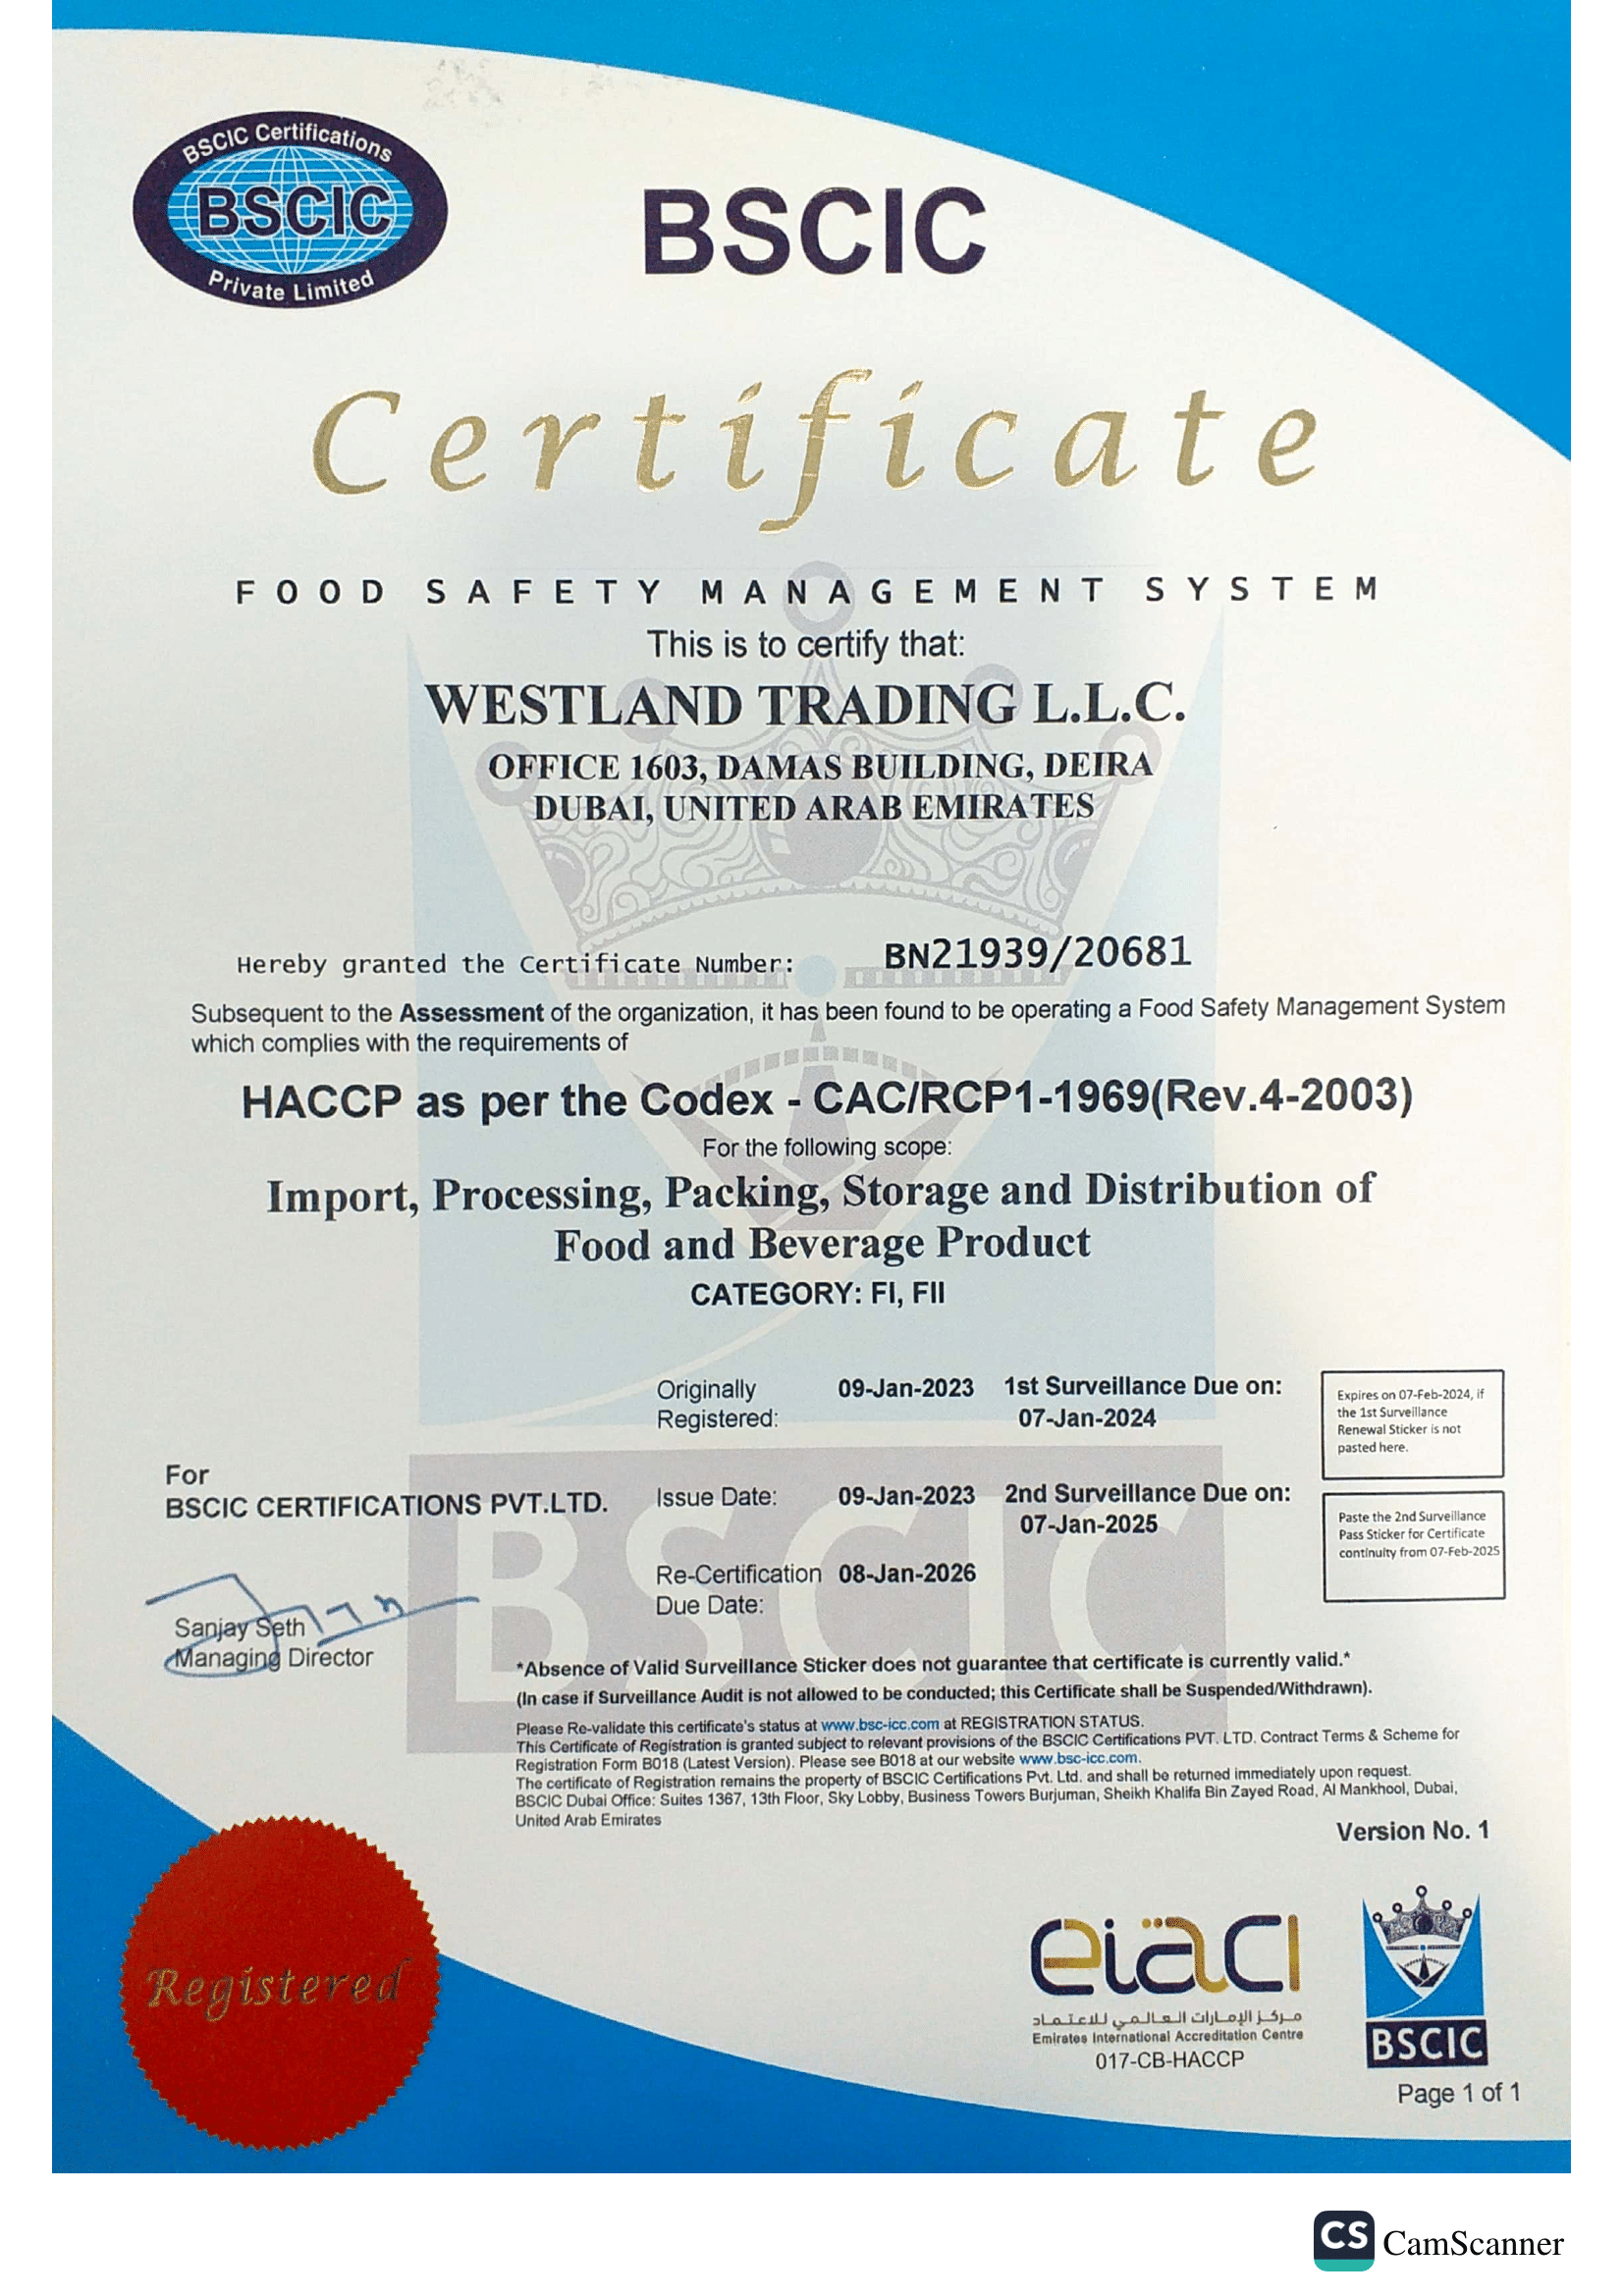 BSCIC Certifications
BSCIC
Private Limited
BSCIC
Certificate
FOOD SAFETY MANAGEMENT SYSTEM
This is to certify that:
WESTLAND TRADING L.L.C.
OFFICE 1603, DAMAS BUILDING, DEIRA
DUBAI, UNITED ARAB EMIRATES
Hereby granted the Certificate Number: BN21939/20681
Subsequent to the Assessment of the organization, it has been found to be operating a Food Safety Management System
which complies with the requirements of
HACCP as per the Codex - CAC/RCP1-1969(Rev.4-2003)
For the following scope:
Import, Processing, Packing, Storage and Distribution of
Food and Beverage Product
CATEGORY: FI, FII
Originally Registered: 09-Jan-2023
1st Surveillance Due on:
07-Jan-2024
Expires on 07-Feb-2024, if
the 1st Surveillance
Renewal Sticker is not
pasted here.
For
BSCIC CERTIFICATIONS PVT.LTD.
Issue Date: 09-Jan-2023
2nd Surveillance Due on:
07-Jan-2025
Paste the 2nd Surveillance
Pass Sticker for Certificate
continuity from 07-Feb-2025
Re-Certification Due Date: 08-Jan-2026
Sanjay Seth
Managing Director
BSCIC
*Absence of Valid Surveillance Sticker does not guarantee that certificate is currently valid.*
(In case if Surveillance Audit is not allowed to be conducted; this Certificate shall be Suspended/Withdrawn).
Please Re-validate this certificate's status at www.bsc-icc.com at REGISTRATION STATUS.
This Certificate of Registration is granted subject to relevant provisions of the BSCIC Certifications PVT. LTD. Contract Terms & Scheme for
Registration Form B018 (Latest Version). Please see B018 at our website www.bsc-icc.com.
The certificate of Registration remains the property of BSCIC Certifications Pvt. Ltd. and shall be returned immediately upon request.
BSCIC Dubai Office: Suites 1367, 13th Floor, Sky Lobby, Business Towers Burjuman, Sheikh Khalifa Bin Zayed Road, Al Mankhool, Dubai,
United Arab Emirates
Version No. 1
Registered
eiaci
مركز الإمارات العالمي للاعتماد
Emirates International Accreditation Centre
017-CB-HACCP
BSCIC
Page 1 of 1
CS CamScanner